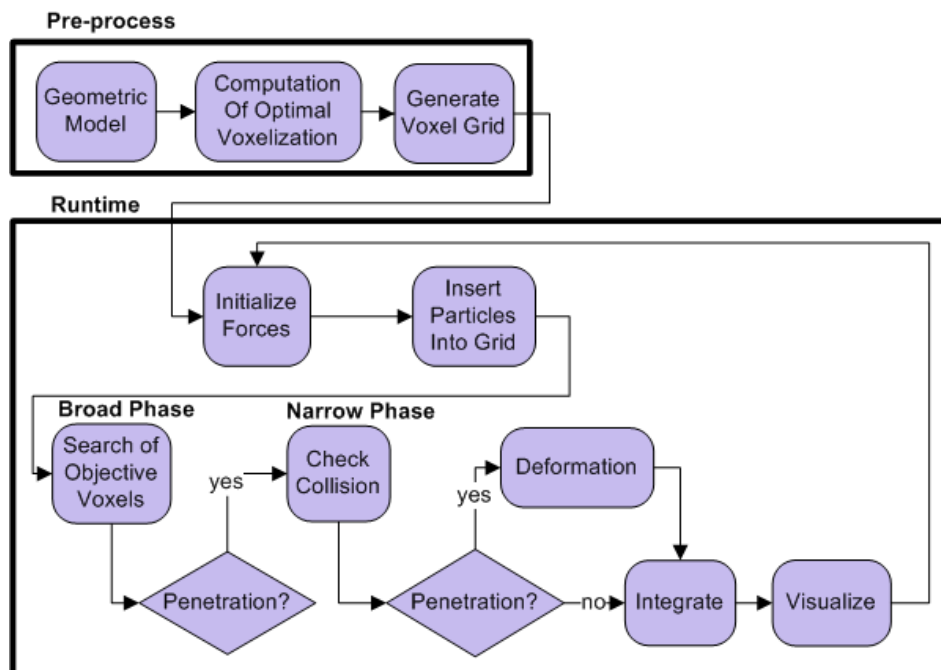 Pre-process
Geometric
Model
Computation
Of Optimal
Voxelization
Generate
Voxel Grid
Runtime
Initialize
Forces
Insert
Particles
Into Grid
Broad Phase
Search of
Objective
Voxels
yes
Penetration?
Narrow Phase
Check
Collision
Penetration?
yes
Deformation
no
Integrate
Visualize